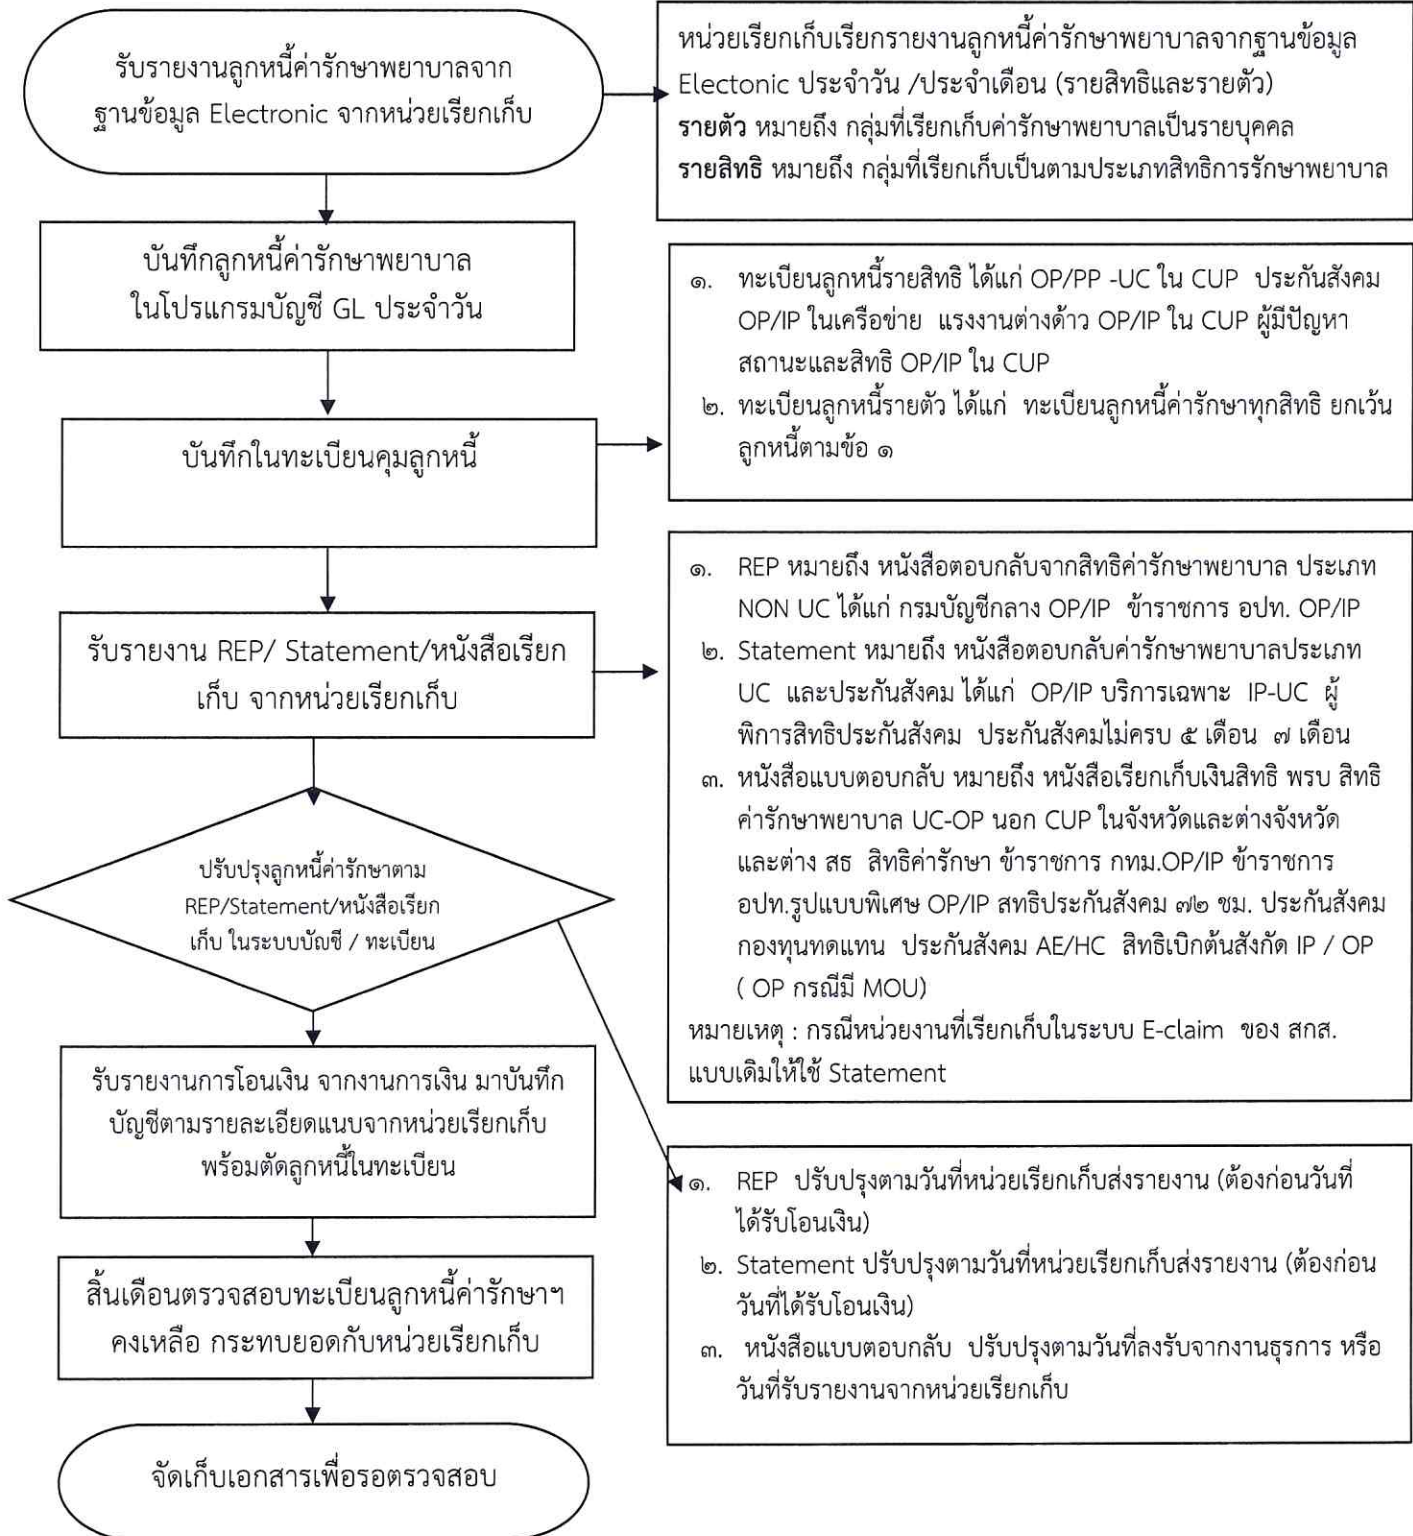 รับรายงานลูกหนี้ค่ารักษาพยาบาลจาก
ฐานข้อมูล Electronic จากหน่วยเรียกเก็บ
หน่วยเรียกเก็บเรียกรายงานลูกหนี้ค่ารักษาพยาบาลจากฐานข้อมูล
Electonic ประจำวัน /ประจำเดือน (รายสิทธิและรายตัว)
รายตัว หมายถึง กลุ่มที่เรียกเก็บค่ารักษาพยาบาลเป็นรายบุคคล
รายสิทธิ หมายถึง กลุ่มที่เรียกเก็บเป็นตามประเภทสิทธิการรักษาพยาบาล
บันทึกลูกหนี้ค่ารักษาพยาบาล
ในโปรแกรมบัญชี GL ประจำวัน
๑. ทะเบียนลูกหนี้รายสิทธิ ได้แก่ OP/PP -UC ใน CUP ประกันสังคม
OP/IP ในเครือข่าย แรงงานต่างด้าว OP/IP ใน CUP ผู้มีปัญหา
สถานะและสิทธิ OP/IP ใน CUP
๒. ทะเบียนลูกหนี้รายตัว ได้แก่ ทะเบียนลูกหนี้ค่ารักษาทุกสิทธิ ยกเว้น
ลูกหนี้ตามข้อ ๑
บันทึกในทะเบียนคุมลูกหนี้
รับรายงาน REP/ Statement/หนังสือเรียก
เก็บ จากหน่วยเรียกเก็บ
๑. REP หมายถึง หนังสือตอบกลับจากสิทธิค่ารักษาพยาบาล ประเภท
NON UC ได้แก่ กรมบัญชีกลาง OP/IP ข้าราชการ อปท. OP/IP
๒. Statement หมายถึง หนังสือตอบกลับค่ารักษาพยาบาลประเภท
UC และประกันสังคม ได้แก่ OP/IP บริการเฉพาะ IP-UC ผู้
พิการสิทธิประกันสังคม ประกันสังคมไม่ครบ ๕ เดือน ๗ เดือน
๓. หนังสือแบบตอบกลับ หมายถึง หนังสือเรียกเก็บเงินสิทธิ พรบ สิทธิ
ค่ารักษาพยาบาล UC-OP นอก CUP ในจังหวัดและต่างจังหวัด
และต่าง สธ สิทธิค่ารักษา ข้าราชการ กทม.OP/IP ข้าราชการ
อปท.รูปแบบพิเศษ OP/IP สทธิประกันสังคม ๗๒ ชม. ประกันสังคม
กองทุนทดแทน ประกันสังคม AE/HC สิทธิเบิกต้นสังกัด IP / OP
( OP กรณีมี MOU)
หมายเหตุ : กรณีหน่วยงานที่เรียกเก็บในระบบ E-claim ของ สกส.
แบบเดิมให้ใช้ Statement
ปรับปรุงลูกหนี้ค่ารักษาตาม
REP/Statement/หนังสือเรียก
เก็บ ในระบบบัญชี / ทะเบียน
รับรายงานการโอนเงิน จากงานการเงิน มาบันทึก
บัญชีตามรายละเอียดแนบจากหน่วยเรียกเก็บ
พร้อมตัดลูกหนี้ในทะเบียน
๑. REP ปรับปรุงตามวันที่หน่วยเรียกเก็บส่งรายงาน (ต้องก่อนวันที่
ได้รับโอนเงิน)
๒. Statement ปรับปรุงตามวันที่หน่วยเรียกเก็บส่งรายงาน (ต้องก่อน
วันที่ได้รับโอนเงิน)
๓. หนังสือแบบตอบกลับ ปรับปรุงตามวันที่ลงรับจากงานธุรการ หรือ
วันที่รับรายงานจากหน่วยเรียกเก็บ
สิ้นเดือนตรวจสอบทะเบียนลูกหนี้ค่ารักษาฯ
คงเหลือ กระทบยอดกับหน่วยเรียกเก็บ
จัดเก็บเอกสารเพื่อรอตรวจสอบ